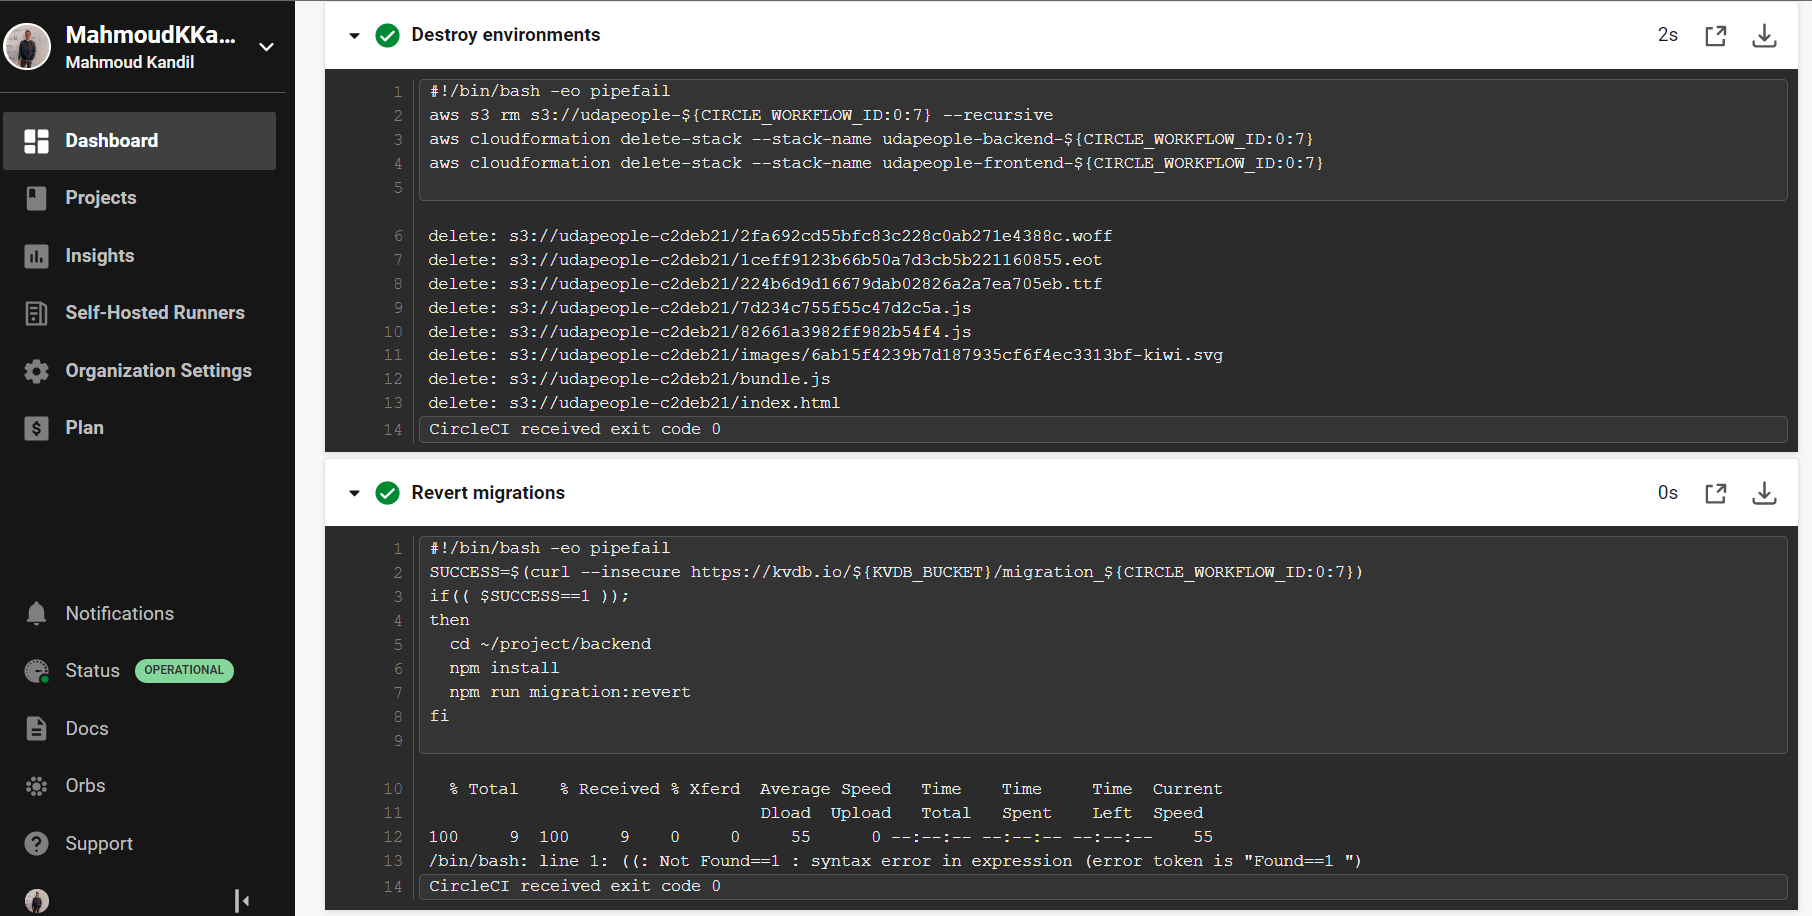 MahmoudKKa...
Mahmoud Kandil
Dashboard
Projects
Insights
Self-Hosted Runners
Organization Settings
Plan
Notifications
Status OPERATIONAL
Docs
Orbs
Support
Destroy environments 2s
1 #!/bin/bash -eo pipefail
2 aws s3 rm s3://udapeople-${CIRCLE_WORKFLOW_ID:0:7} --recursive
3 aws cloudformation delete-stack --stack-name udapeople-backend-${CIRCLE_WORKFLOW_ID:0:7}
4 aws cloudformation delete-stack --stack-name udapeople-frontend-${CIRCLE_WORKFLOW_ID:0:7}
5
6 delete: s3://udapeople-c2deb21/2fa692cd55bfc83c228c0ab271e4388c.woff
7 delete: s3://udapeople-c2deb21/1ceff9123b66b50a7d3cb5b221160855.eot
8 delete: s3://udapeople-c2deb21/224b6d9d16679dab02826a2a7ea705eb.ttf
9 delete: s3://udapeople-c2deb21/7d234c755f55c47d2c5a.js
10 delete: s3://udapeople-c2deb21/82661a3982ff982b54f4.js
11 delete: s3://udapeople-c2deb21/images/6ab15f4239b7d187935cf6f4ec3313bf-kiwi.svg
12 delete: s3://udapeople-c2deb21/bundle.js
13 delete: s3://udapeople-c2deb21/index.html
14 CircleCI received exit code 0
Revert migrations 0s
1 #!/bin/bash -eo pipefail
2 SUCCESS=$(curl --insecure https://kvdb.io/${KVDB_BUCKET}/migration_${CIRCLE_WORKFLOW_ID:0:7})
3 if(( $SUCCESS==1 ));
4 then
5 cd ~/project/backend
6 npm install
7 npm run migration:revert
8 fi
9
10 % Total % Received % Xferd Average Speed Time Time Time Current
11 Dload Upload Total Spent Left Speed
12 100 9 100 9 0 0 55 0 --:--:-- --:--:-- --:--:-- 55
13 /bin/bash: line 1: ((: Not Found==1 : syntax error in expression (error token is "Found==1 ")
14 CircleCI received exit code 0